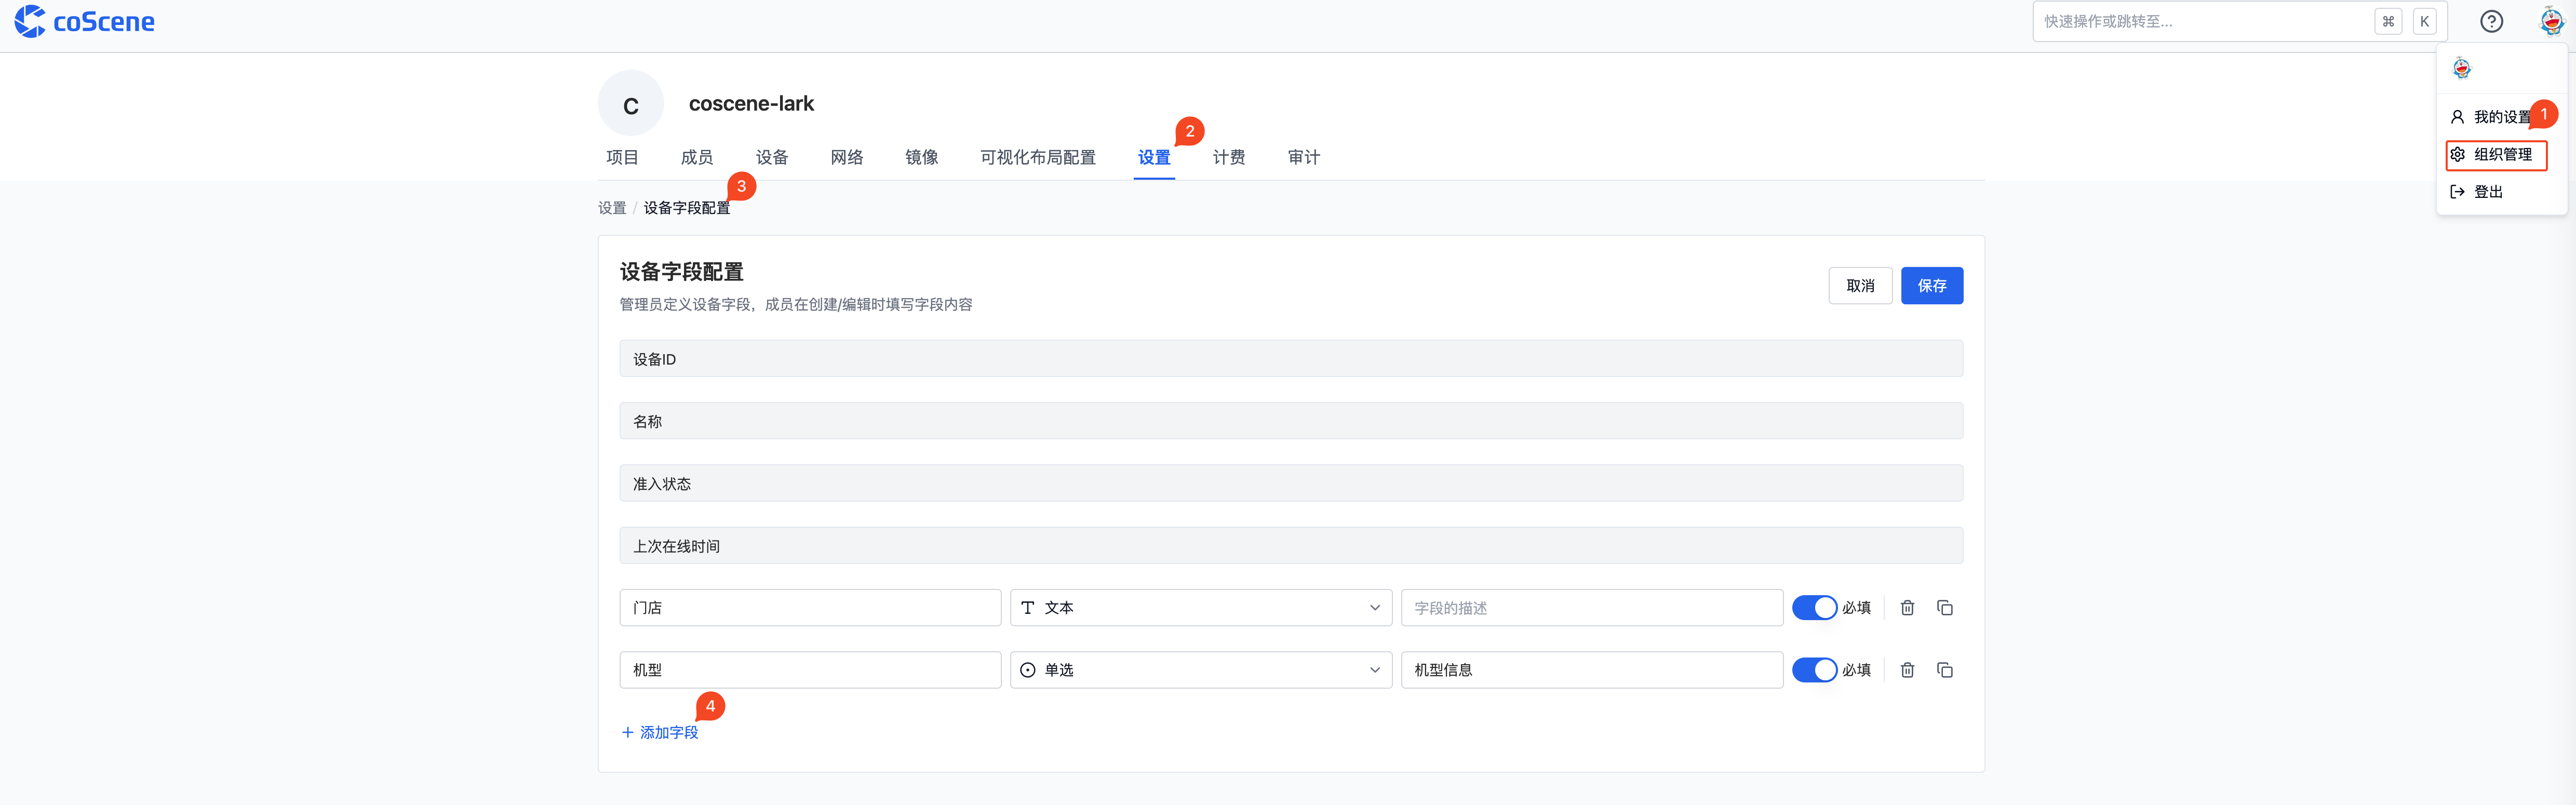 coScene
快速操作或跳转至...
⌘ K
C
coscene-lark
我的设置 1
组织管理
登出
2
项目 成员 设备 网络 镜像 可视化布局配置 设置 计费 审计
3
设置 / 设备字段配置
设备字段配置
管理员定义设备字段，成员在创建/编辑时填写字段内容
取消 保存
设备ID
名称
准入状态
上次在线时间
门店 文本 字段的描述 必填
机型 单选 机型信息 必填
4
+ 添加字段